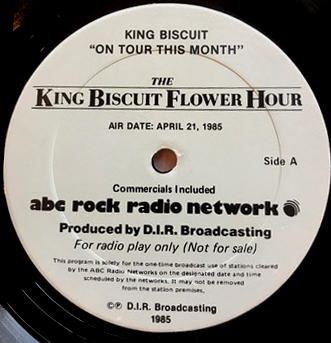 KING BISCUIT
"ON TOUR THIS MONTH"
THE
KING BISCUIT FLOWER HOUR
AIR DATE: APRIL 21, 1985
Side A
Commercials Included
abc rock radio network
Produced by D.I.R. Broadcasting
For radio play only (Not for sale)
This program is solely for the one-time broadcast use of stations cleared
by the ABC Radio Networks on the designated date and time
scheduled by the networks. It may not be removed
from the station premises.
©℗ D.I.R. Broadcasting
1985